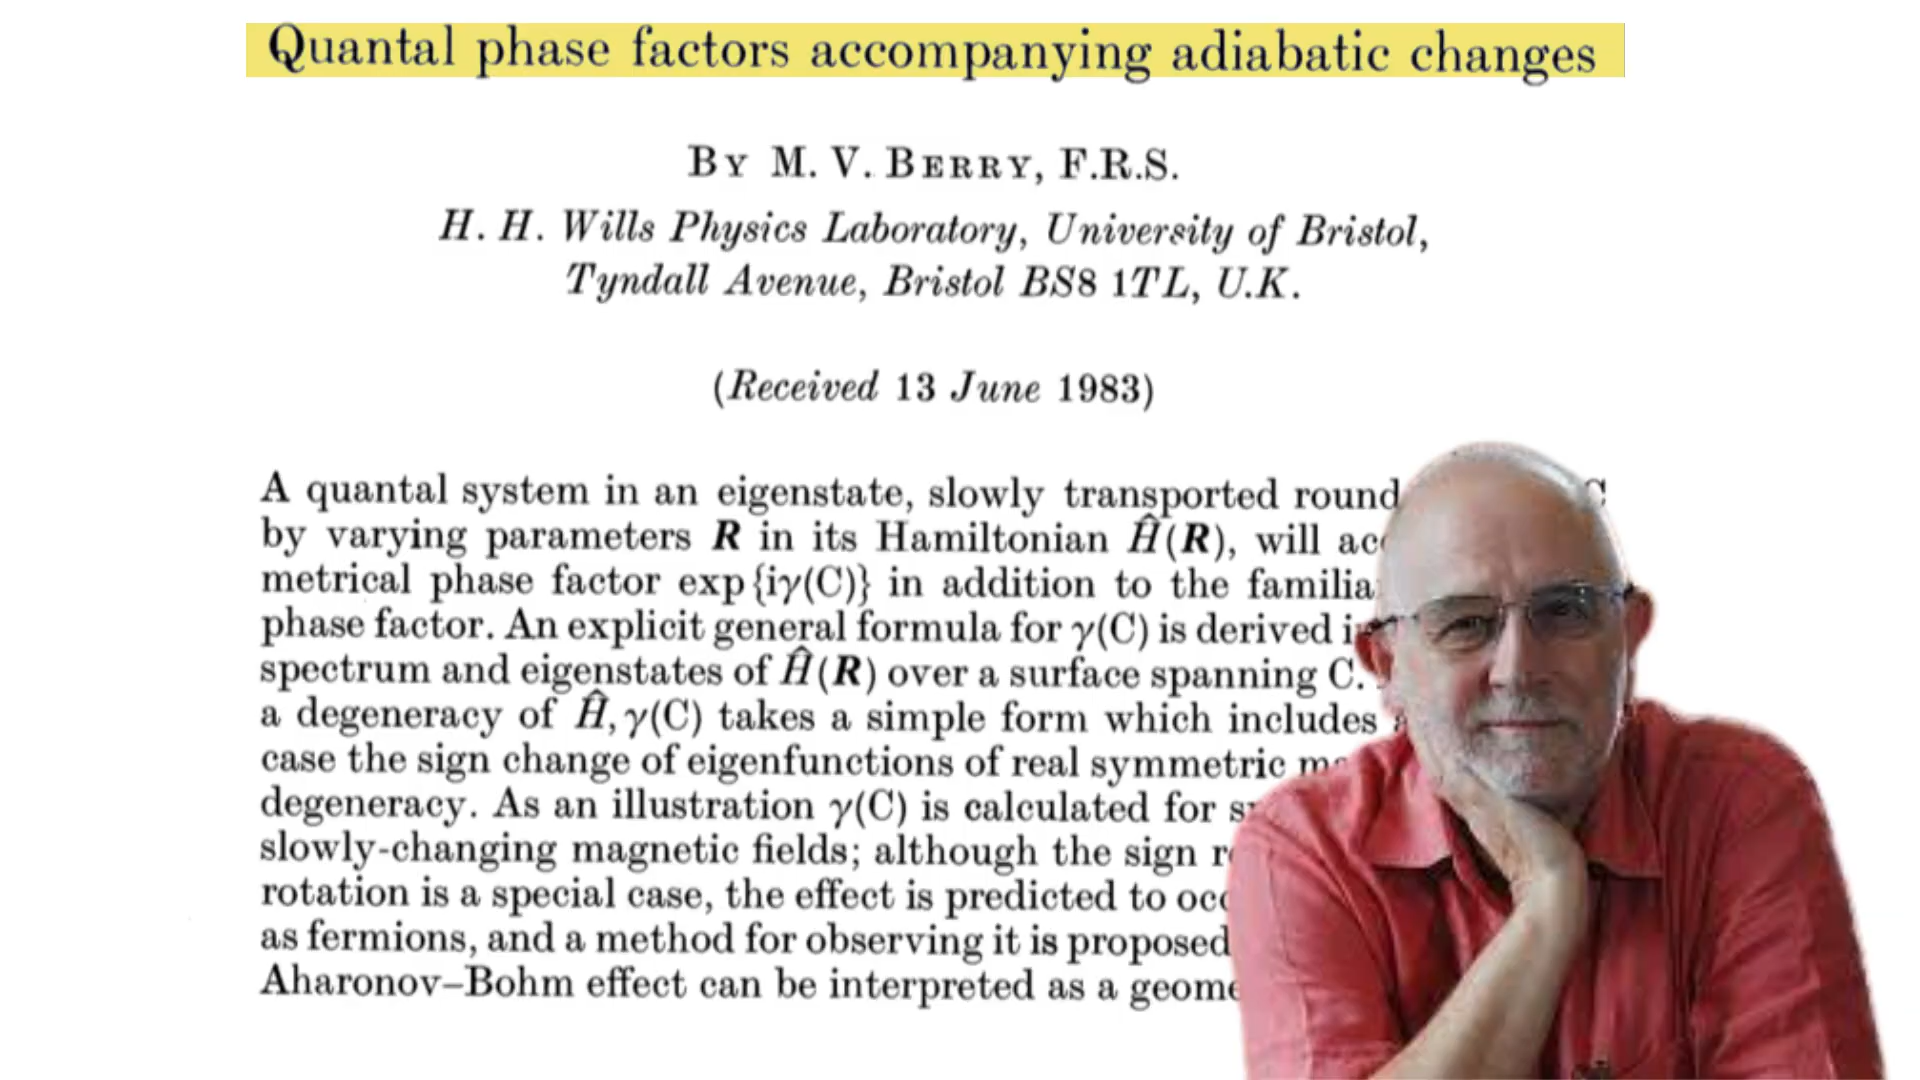 Quantal phase factors accompanying adiabatic changes
BY M. V. BERRY, F.R.S.
H. H. Wills Physics Laboratory, University of Bristol,
Tyndall Avenue, Bristol BS8 1TL, U.K.
(Received 13 June 1983)
A quantal system in an eigenstate, slowly transported round C
by varying parameters R in its Hamiltonian Ĥ(R), will
metrical phase factor exp{iγ(C)} in addition to the
phase factor. An explicit general formula for γ(C) is derived
spectrum and eigenstates of Ĥ(R) over a surface spanning C.
a degeneracy of Ĥ, γ(C) takes a simple form which includes
case the sign change of eigenfunctions of real symmetric
degeneracy. As an illustration γ(C) is calculated for
slowly-changing magnetic fields; although the sign
rotation is a special case, the effect is predicted to
as fermions, and a method for observing it is proposed
Aharonov–Bohm effect can be interpreted as a